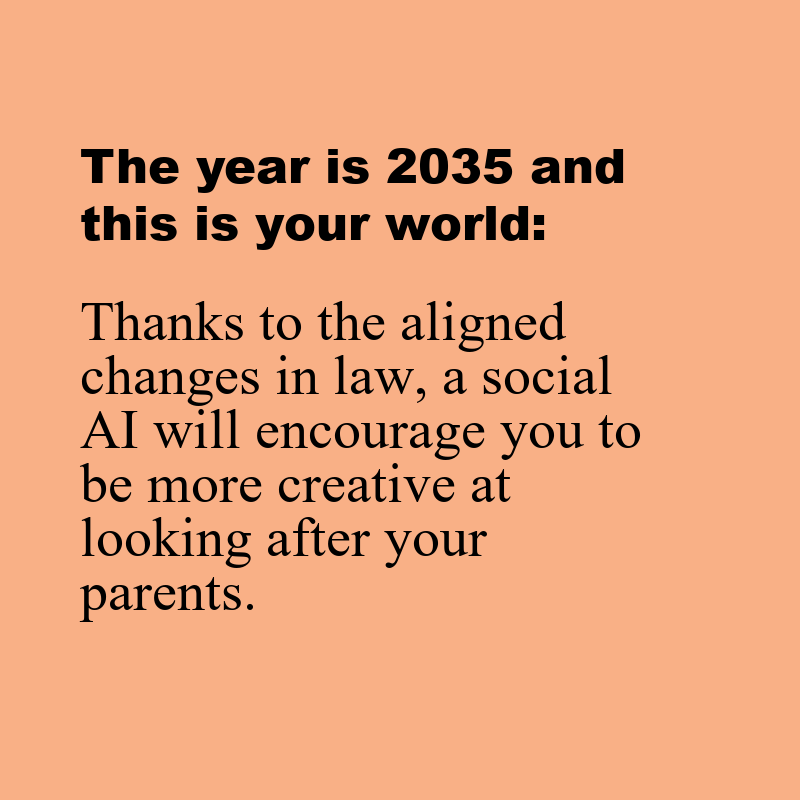 The year is 2035 and
this is your world:
Thanks to the aligned
changes in law, a social
AI will encourage you to
be more creative at
looking after your
parents.